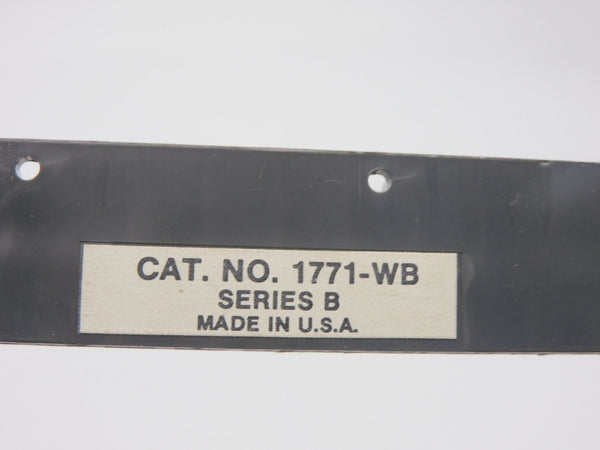 CAT. NO. 1771-WB
SERIES B
MADE IN U.S.A.